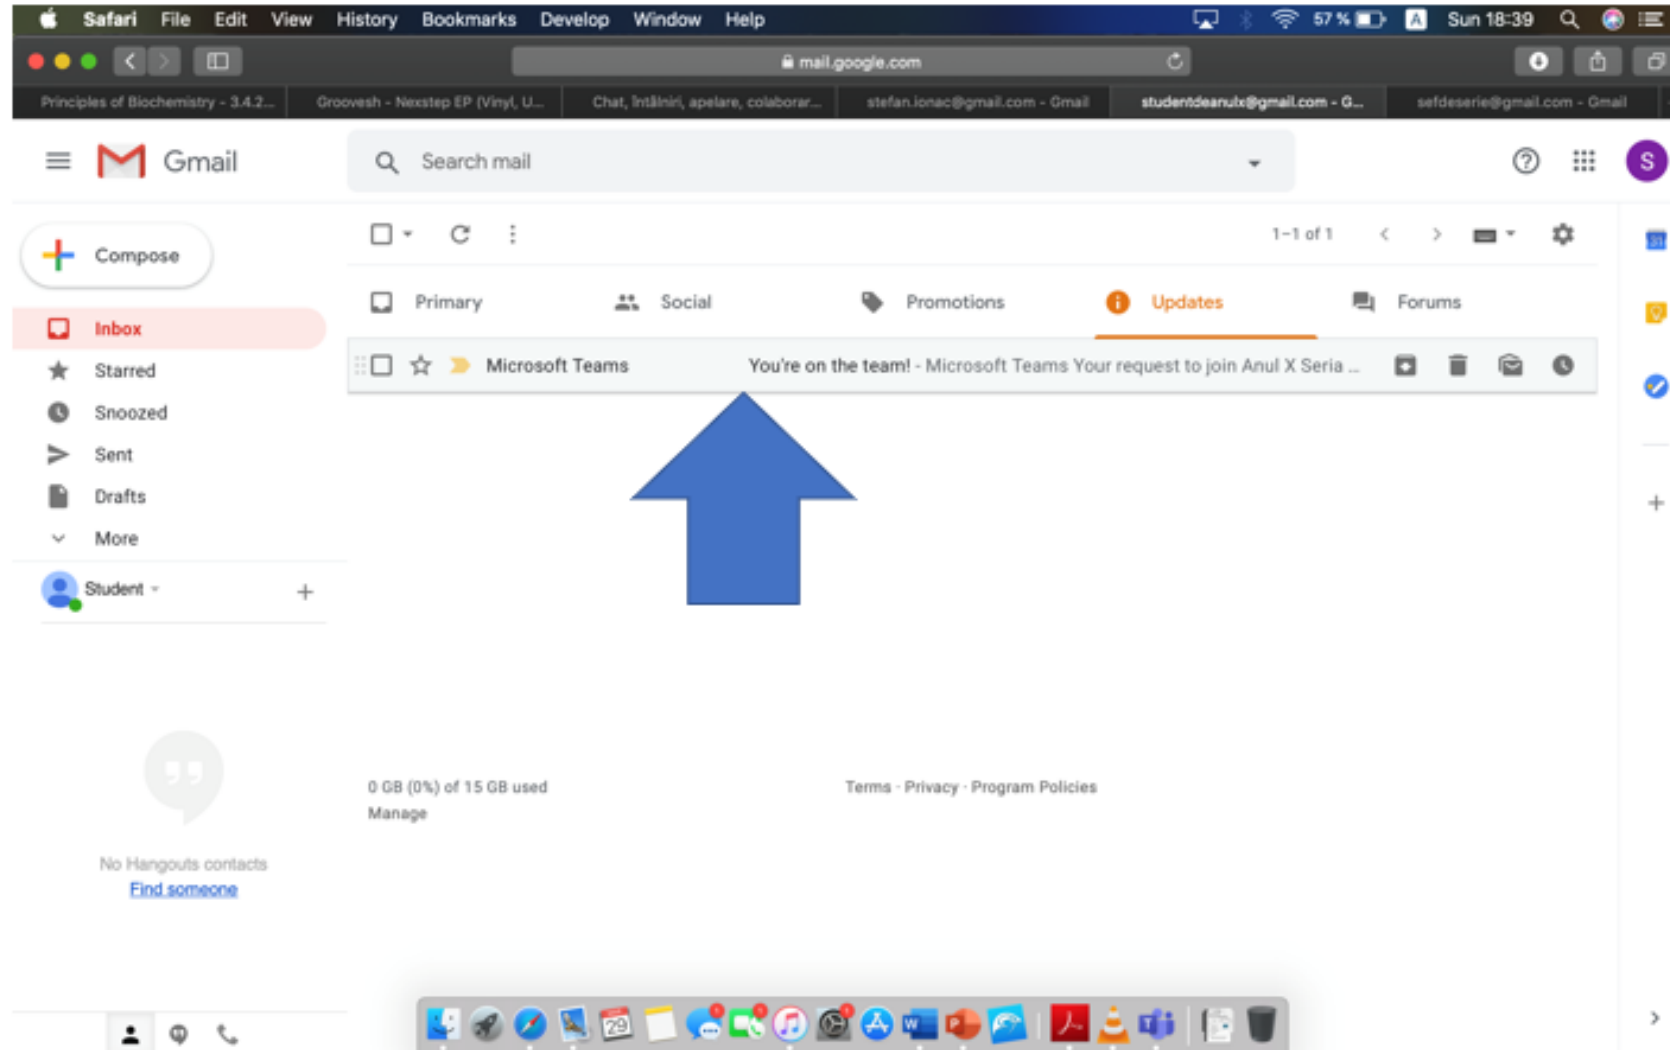 Safari File Edit View History Bookmarks Develop Window Help 57% A Sun 18:39
mail.google.com
Principles of Biochemistry - 3.4.2... Groovesh - Nexstep EP (Vinyl, U... Chat, întâlniri, apelare, colaborar... stefan.ionac@gmail.com - Gmail studentdeanulx@gmail.com - G... sefdeserie@gmail.com - Gmail
Gmail Search mail S
Compose 1–1 of 1 31
Primary Social Promotions Updates Forums
Inbox
Microsoft Teams You're on the team! - Microsoft Teams Your request to join Anul X Seria ...
Starred
Snoozed
Sent
Drafts
More
Student
0 GB (0%) of 15 GB used Terms · Privacy · Program Policies
Manage
No Hangouts contacts
Find someone
29